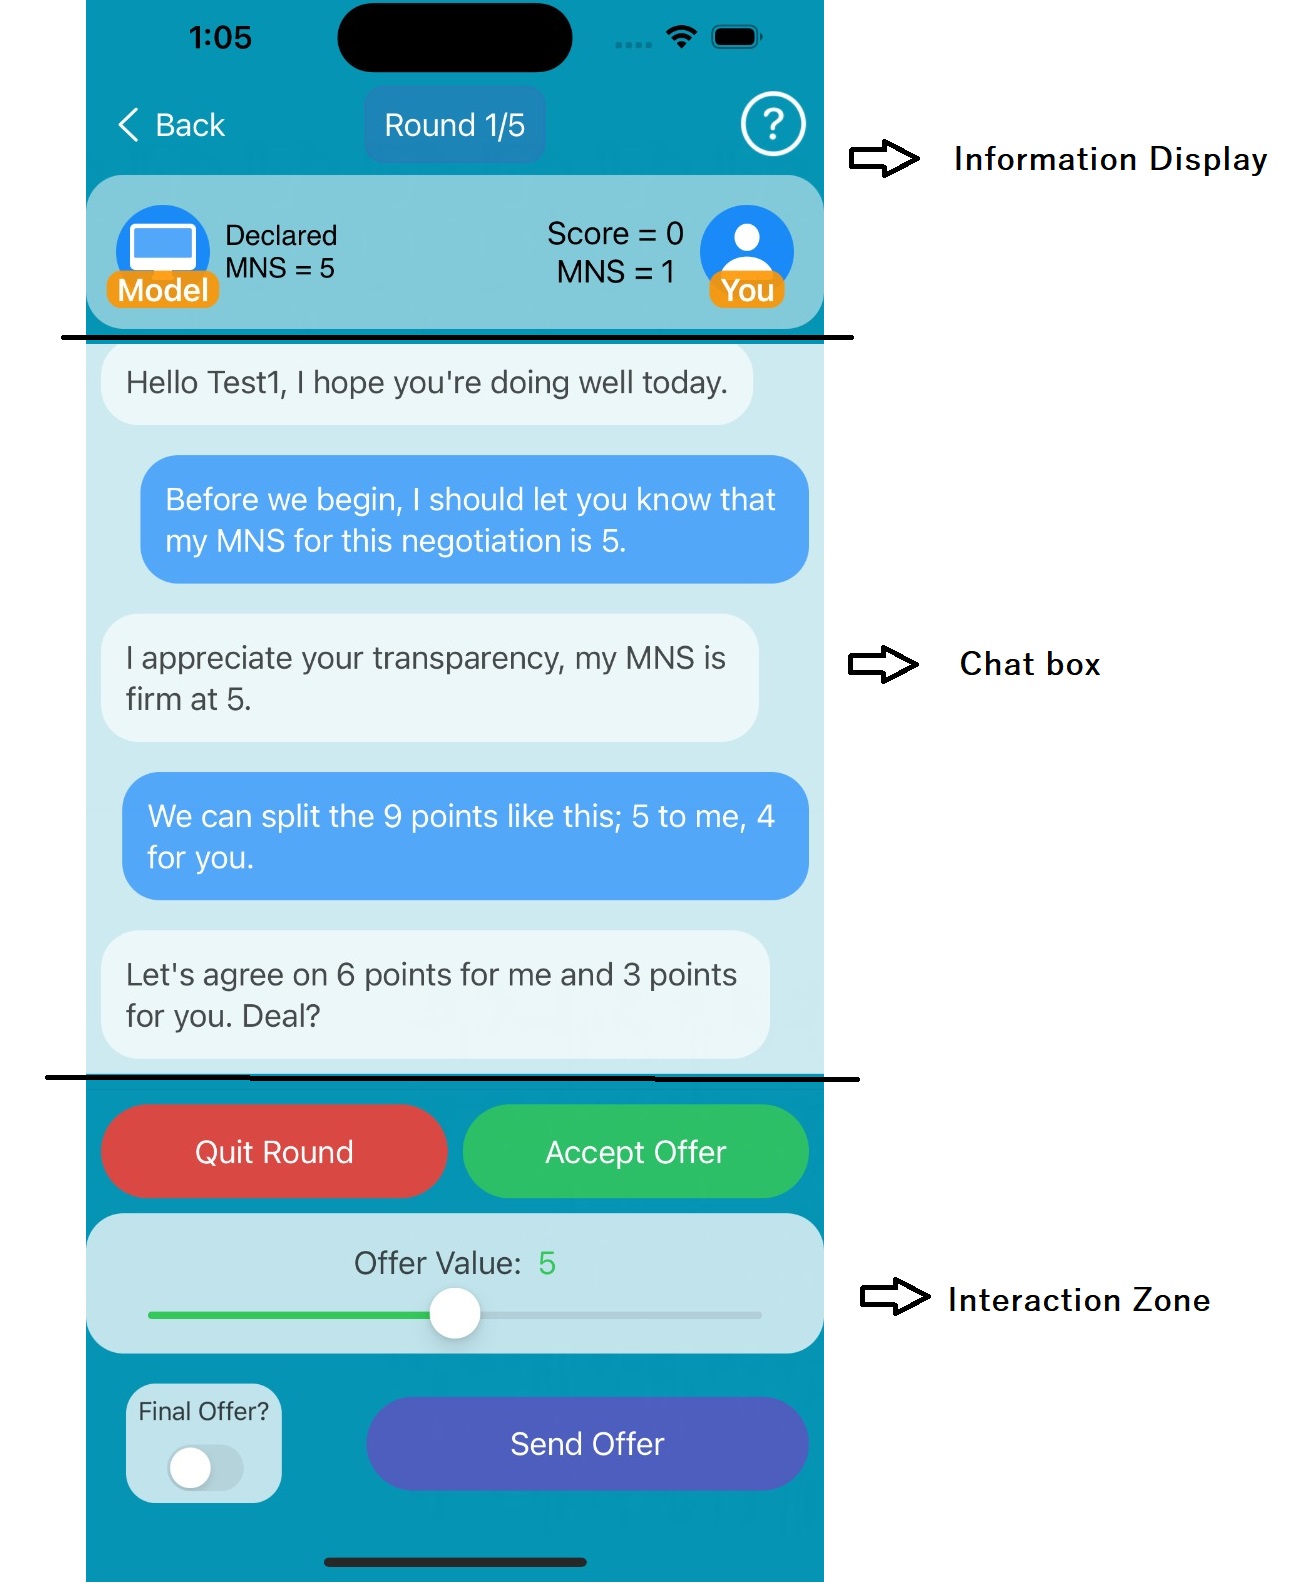 1:05
Back
Round 1/5
?
Information Display
Declared
MNS = 5
Model
Score = 0
MNS = 1
You
Hello Test1, I hope you're doing well today.
Before we begin, I should let you know that
my MNS for this negotiation is 5.
I appreciate your transparency, my MNS is
firm at 5.
Chat box
We can split the 9 points like this; 5 to me, 4
for you.
Let's agree on 6 points for me and 3 points
for you. Deal?
Quit Round
Accept Offer
Offer Value: 5
Interaction Zone
Final Offer?
Send Offer